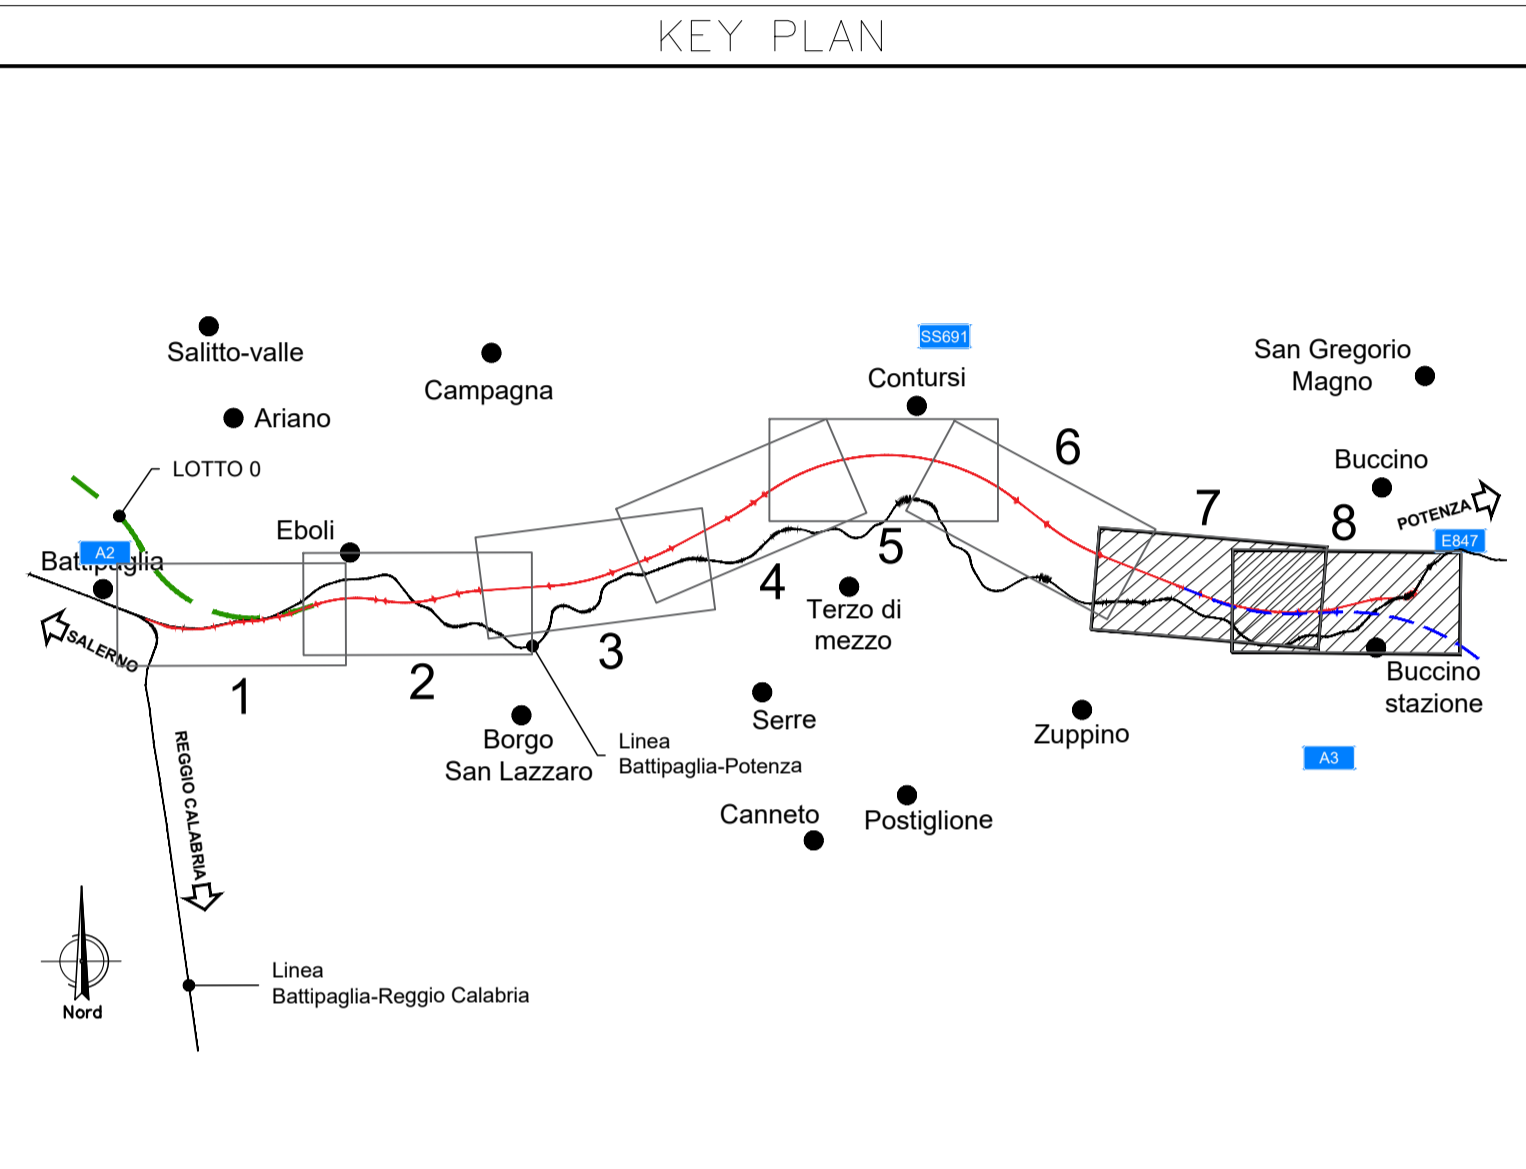 KEY PLAN
SS691
Salitto-valle
San Gregorio
Magno
Contursi
Campagna
Ariano
6
LOTTO 0
Buccino
7
8
POTENZA
Eboli
5
E847
A2
Battipaglia
4
Terzo di
mezzo
SALERNO
3
1
2
Buccino
stazione
Serre
Zuppino
Borgo
San Lazzaro
Linea
Battipaglia-Potenza
A3
REGGIO CALABRIA
Canneto
Postiglione
Linea
Battipaglia-Reggio Calabria
Nord